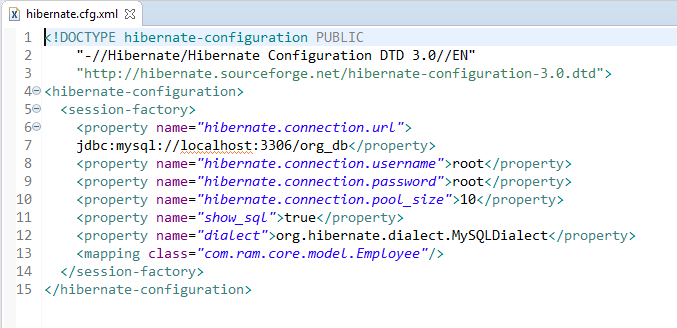 hibernate.cfg.xml
1 <!DOCTYPE hibernate-configuration PUBLIC
2 "-//Hibernate/Hibernate Configuration DTD 3.0//EN"
3 "http://hibernate.sourceforge.net/hibernate-configuration-3.0.dtd">
4 <hibernate-configuration>
5 <session-factory>
6 <property name="hibernate.connection.url">
7 jdbc:mysql://localhost:3306/org_db</property>
8 <property name="hibernate.connection.username">root</property>
9 <property name="hibernate.connection.password">root</property>
10 <property name="hibernate.connection.pool_size">10</property>
11 <property name="show_sql">true</property>
12 <property name="dialect">org.hibernate.dialect.MySQLDialect</property>
13 <mapping class="com.ram.core.model.Employee"/>
14 </session-factory>
15 </hibernate-configuration>